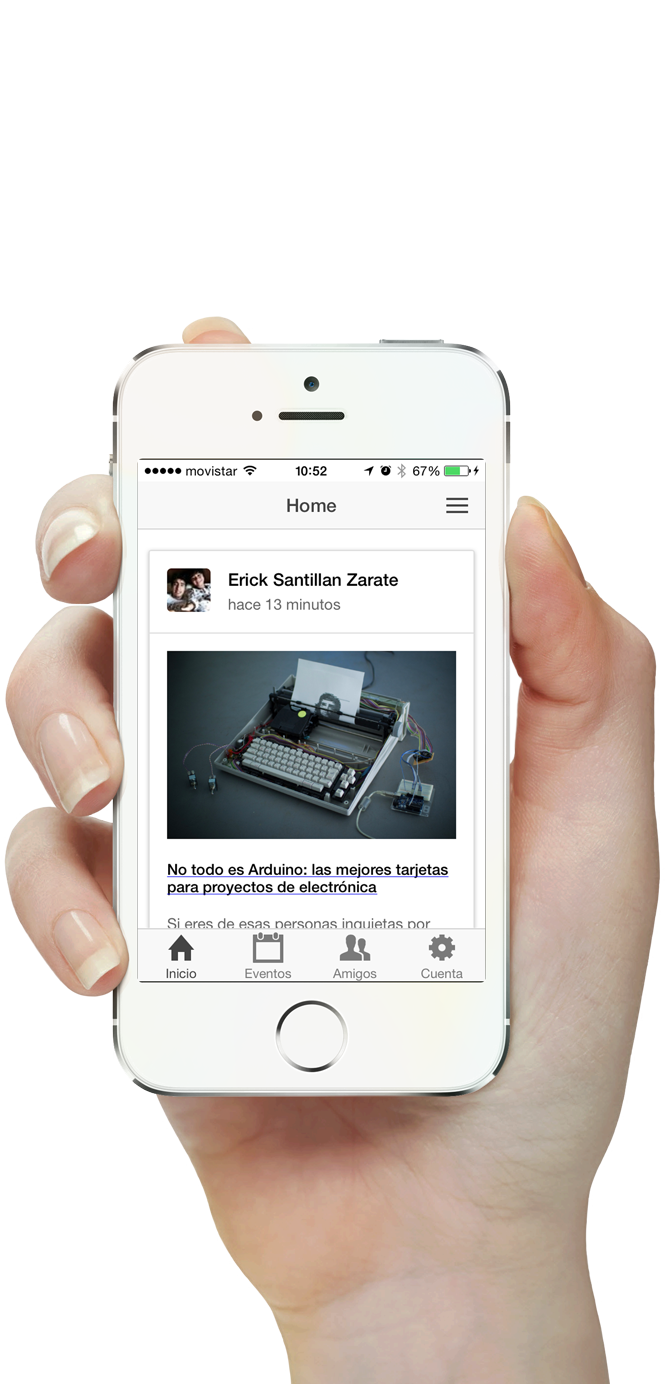 movistar 10:52 67%
Home
Erick Santillan Zarate
hace 13 minutos
No todo es Arduino: las mejores tarjetas
para proyectos de electrónica
Si eres de esas personas inquietas por
Inicio Eventos Amigos Cuenta